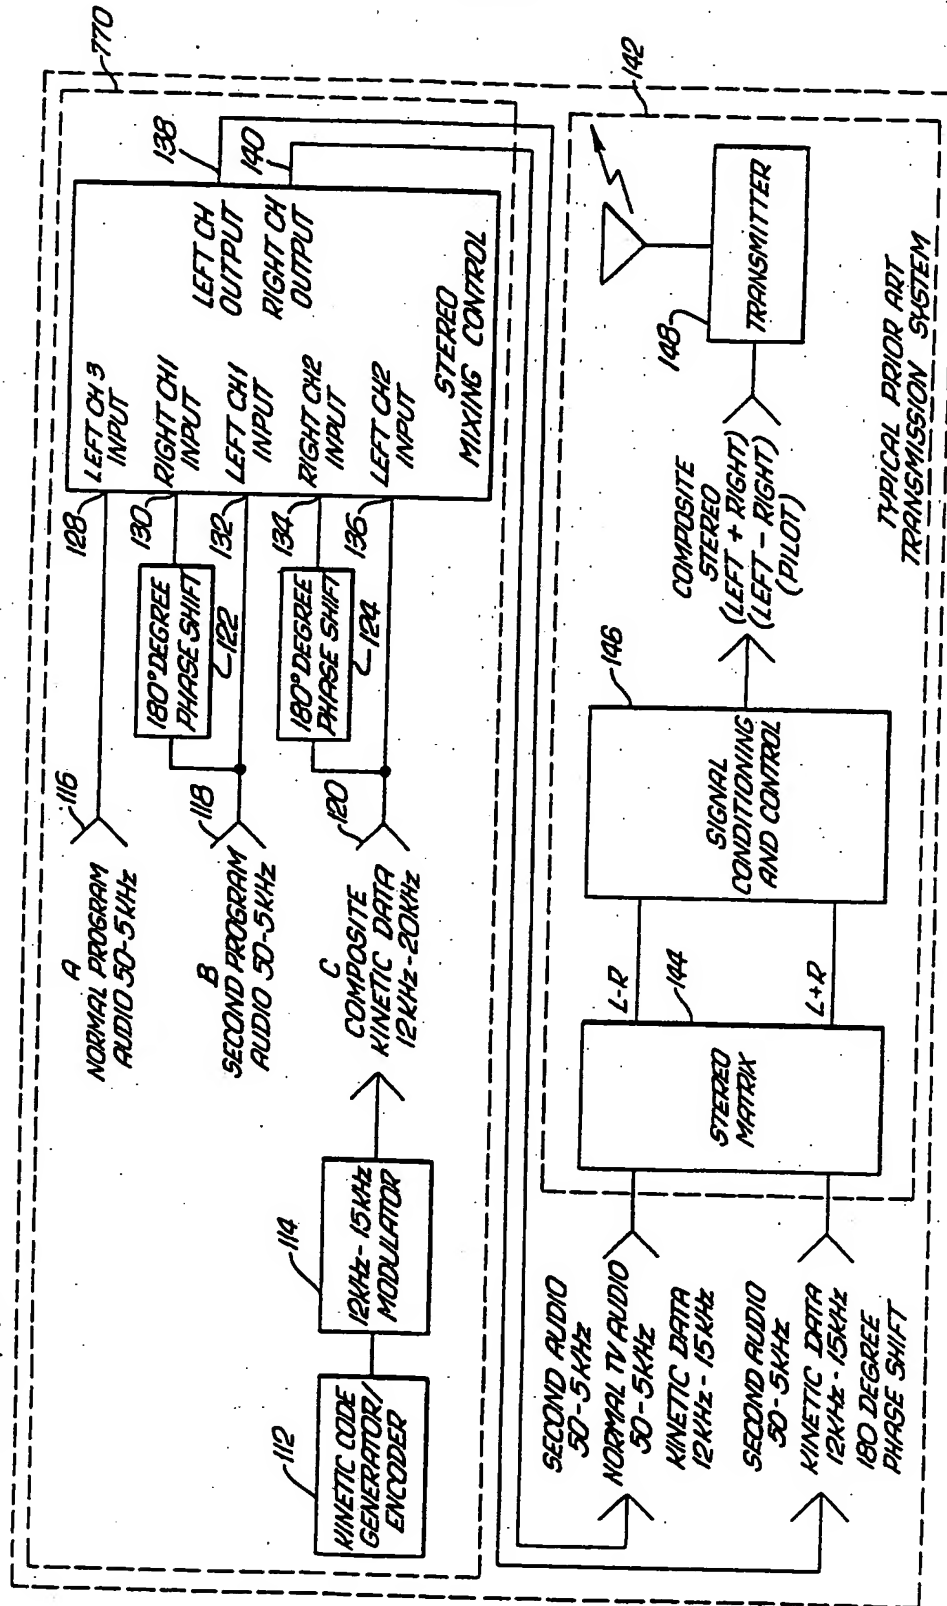 770
A
NORMAL PROGRAM
AUDIO 50-5KHz
116
128
LEFT CH 3
INPUT
130
RIGHT CH1
INPUT
180° DEGREE
PHASE SHIFT
122
B
SECOND PROGRAM
AUDIO 50-5KHz
118
132
LEFT CH1
INPUT
134
RIGHT CH2
INPUT
180° DEGREE
PHASE SHIFT
124
C
COMPOSITE
KINETIC DATA
12KHz-20KHz
120
136
LEFT CH2
INPUT
LEFT CH
OUTPUT
RIGHT CH
OUTPUT
138
140
STEREO
MIXING CONTROL
112
KINETIC CODE
GENERATOR/
ENCODER
114
12KHz-15KHz
MODULATOR
142
SECOND AUDIO
50-5KHz
NORMAL TV AUDIO
50-5KHz
KINETIC DATA
12KHz-15KHz
SECOND AUDIO
50-5KHz
KINETIC DATA
12KHz-15KHz
180 DEGREE
PHASE SHIFT
STEREO
MATRIX
144
L-R
L+R
146
SIGNAL
CONDITIONING
AND CONTROL
COMPOSITE
STEREO
(LEFT + RIGHT)
(LEFT - RIGHT)
(PILOT)
148
TRANSMITTER
TYPICAL PRIOR ART
TRANSMISSION SYSTEM